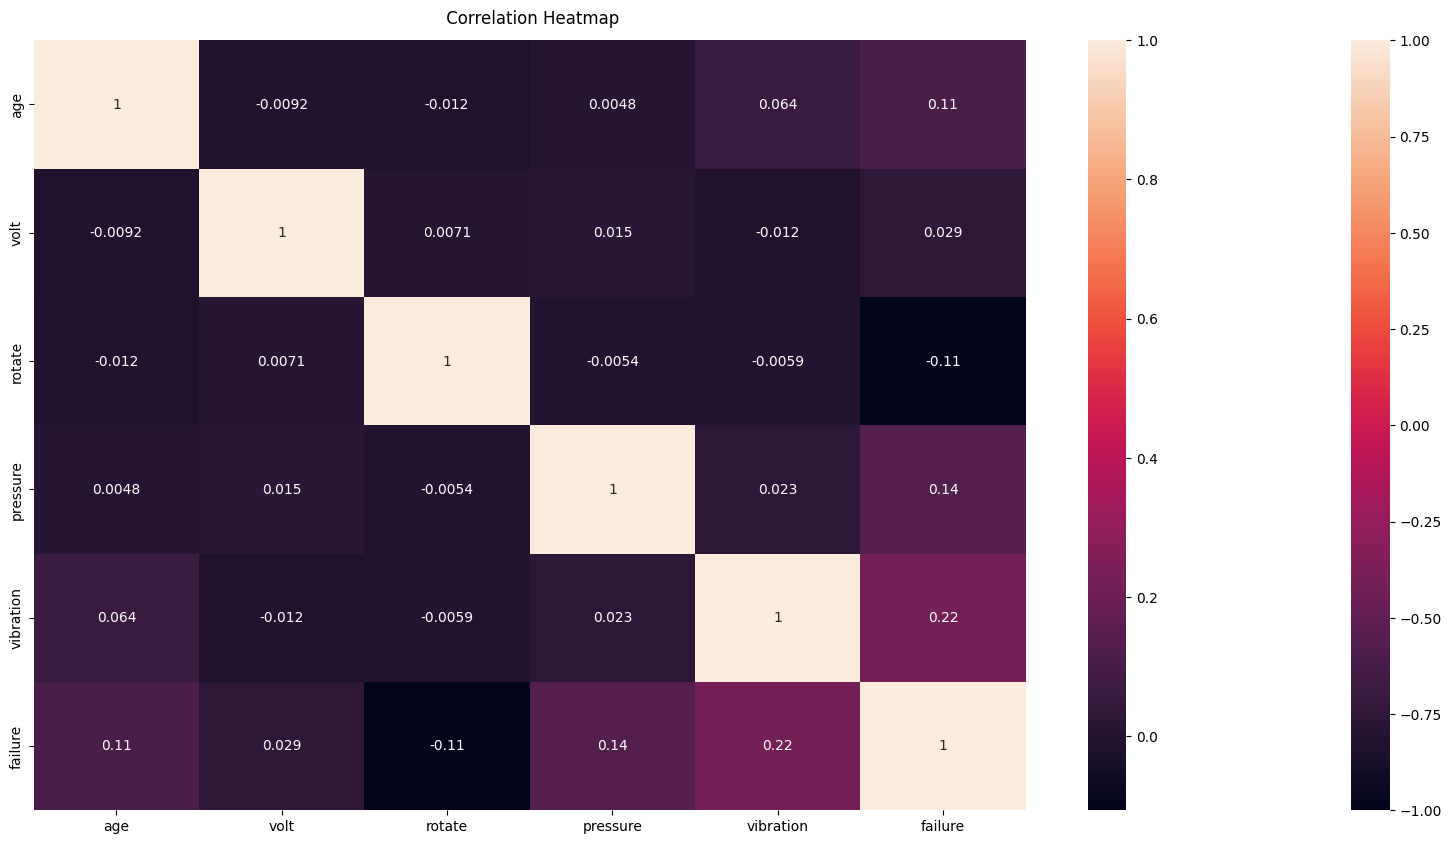 Correlation Heatmap
age 1 -0.0092 -0.012 0.0048 0.064 0.11
volt -0.0092 1 0.0071 0.015 -0.012 0.029
rotate -0.012 0.0071 1 -0.0054 -0.0059 -0.11
pressure 0.0048 0.015 -0.0054 1 0.023 0.14
vibration 0.064 -0.012 -0.0059 0.023 1 0.22
failure 0.11 0.029 -0.11 0.14 0.22 1
age volt rotate pressure vibration failure
1.0
0.8
0.6
0.4
0.2
0.0
1.00
0.75
0.50
0.25
0.00
−0.25
−0.50
−0.75
−1.00